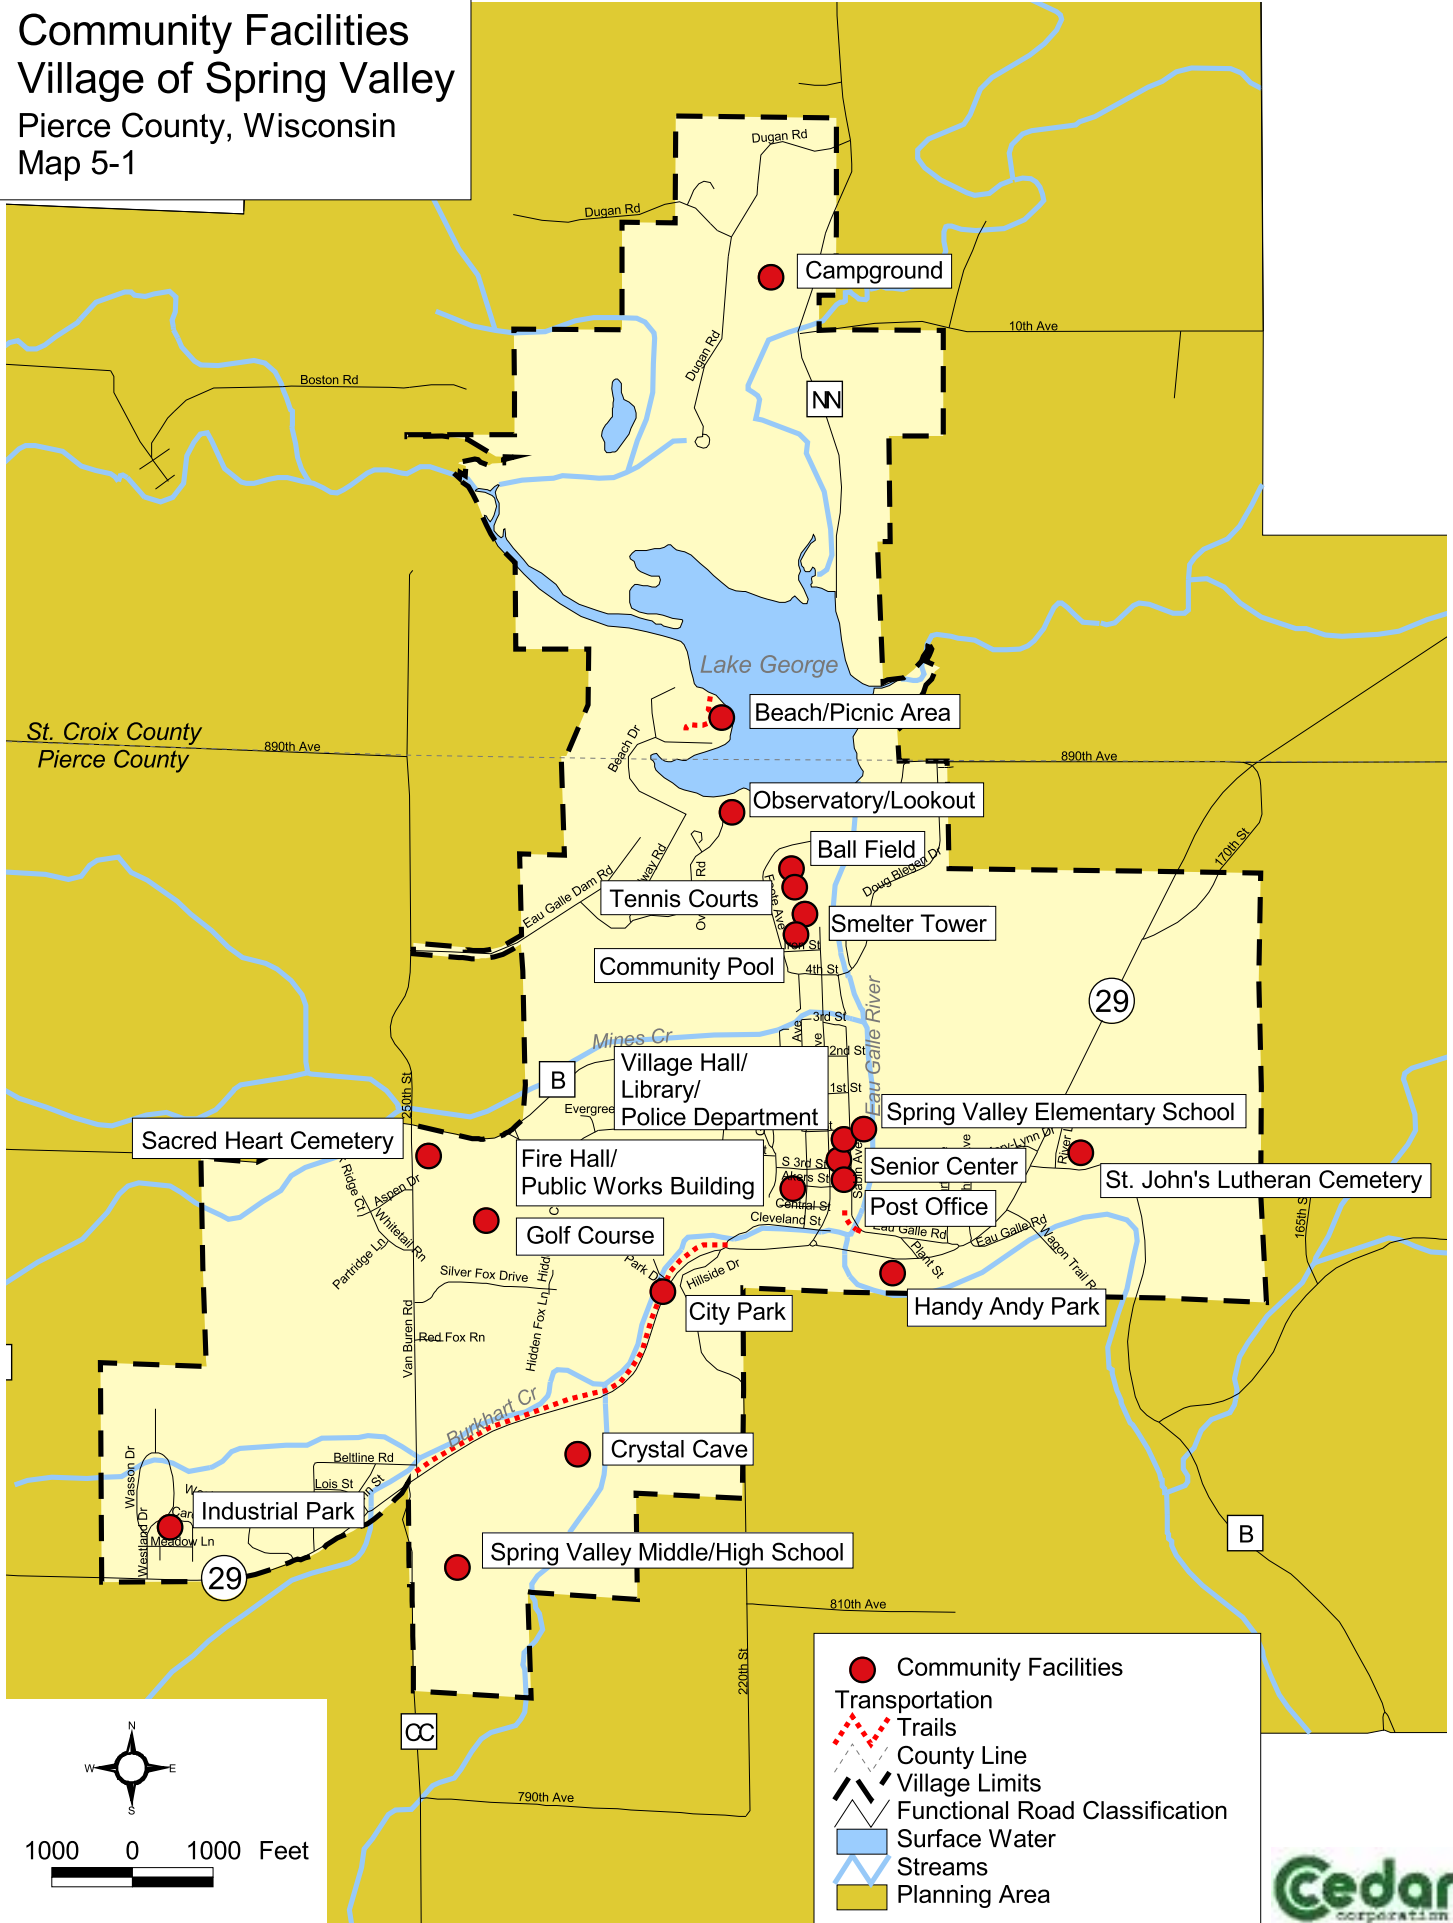 Community Facilities
Village of Spring Valley
Pierce County, Wisconsin
Map 5-1
Dugan Rd
Dugan Rd
Campground
10th Ave
Dugan Rd
Boston Rd
NN
Lake George
Beach/Picnic Area
St. Croix County
Pierce County
890th Ave
Beach Dr
890th Ave
Observatory/Lookout
170th St
Ball Field
Doug Blegen Dr
Eau Galle Dam Rd
Tennis Courts
Smelter Tower
Community Pool
4th St
29
Eau Galle River
3rd St
Mines Cr
2nd St
B
Village Hall/
Library/
Police Department
1st St
250th St
Spring Valley Elementary School
Sacred Heart Cemetery
Fire Hall/
Public Works Building
S 3rd St
Akers St
Central St
Cleveland St
Sabin Ave
Senior Center
St. John's Lutheran Cemetery
Post Office
Aspen Dr
Whitetail Rn
Partridge Ln
Golf Course
Eau Galle Rd
Eau Galle Rd
Plant St
165th S
Silver Fox Drive
Hillside Dr
City Park
Handy Andy Park
Van Buren Rd
Red Fox Rn
Hidden Fox Ln
Burkhart Cr
Crystal Cave
Beltline Rd
Lois St
Wasson Dr
Industrial Park
Westland Dr
Meadow Ln
29
Spring Valley Middle/High School
B
810th Ave
220th St
CC
790th Ave
N
W
E
S
1000 0 1000 Feet
Community Facilities
Transportation
Trails
County Line
Village Limits
Functional Road Classification
Surface Water
Streams
Planning Area
Cedar
corporation